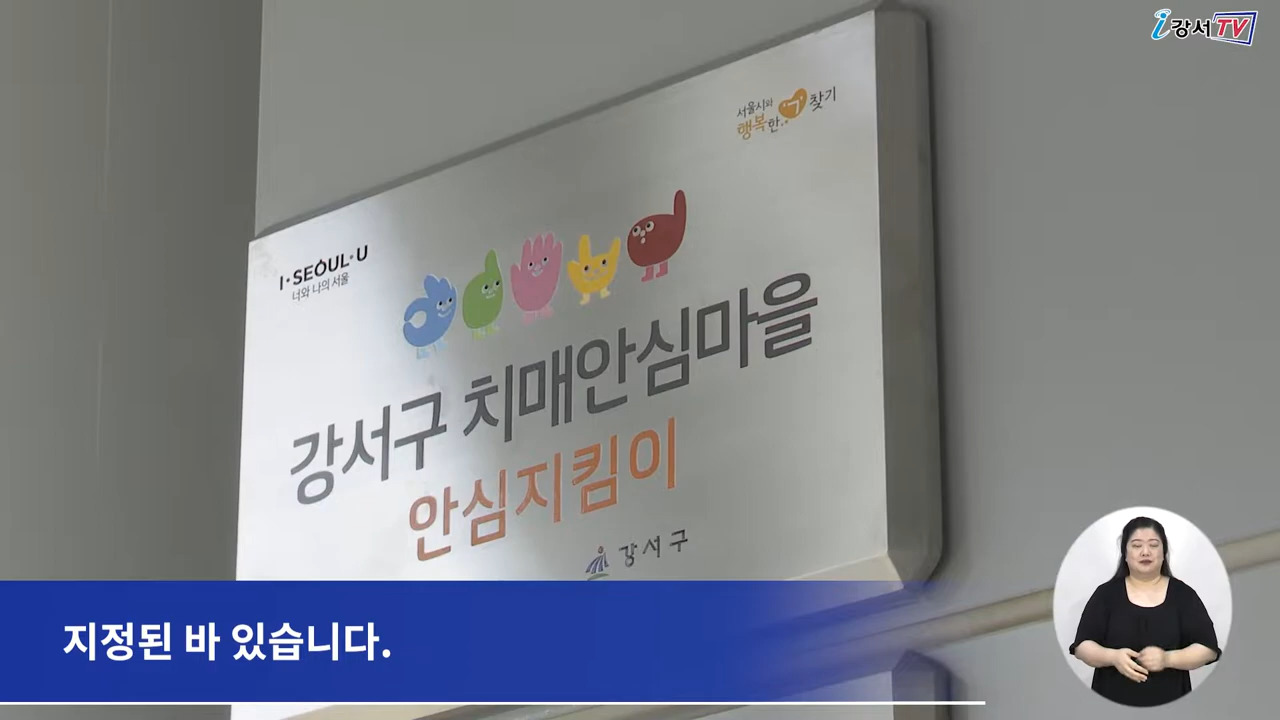 i강서TV
서울시와
행복한 기 찾기
I·SEOUL·U
너와 나의 서울
강서구 치매안심마을
안심지킴이
강서구
지정된 바 있습니다.